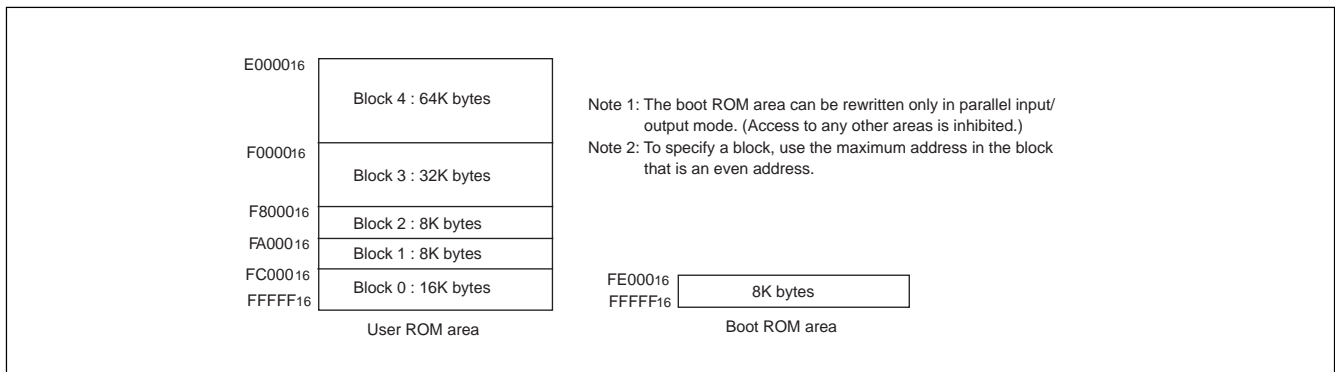 E000016
Block 4 : 64K bytes
F000016
Block 3 : 32K bytes
F800016
Block 2 : 8K bytes
FA00016
Block 1 : 8K bytes
FC00016
Block 0 : 16K bytes
FFFFF16
User ROM area
Note 1: The boot ROM area can be rewritten only in parallel input/
output mode. (Access to any other areas is inhibited.)
Note 2: To specify a block, use the maximum address in the block
that is an even address.
FE00016
8K bytes
FFFFF16
Boot ROM area